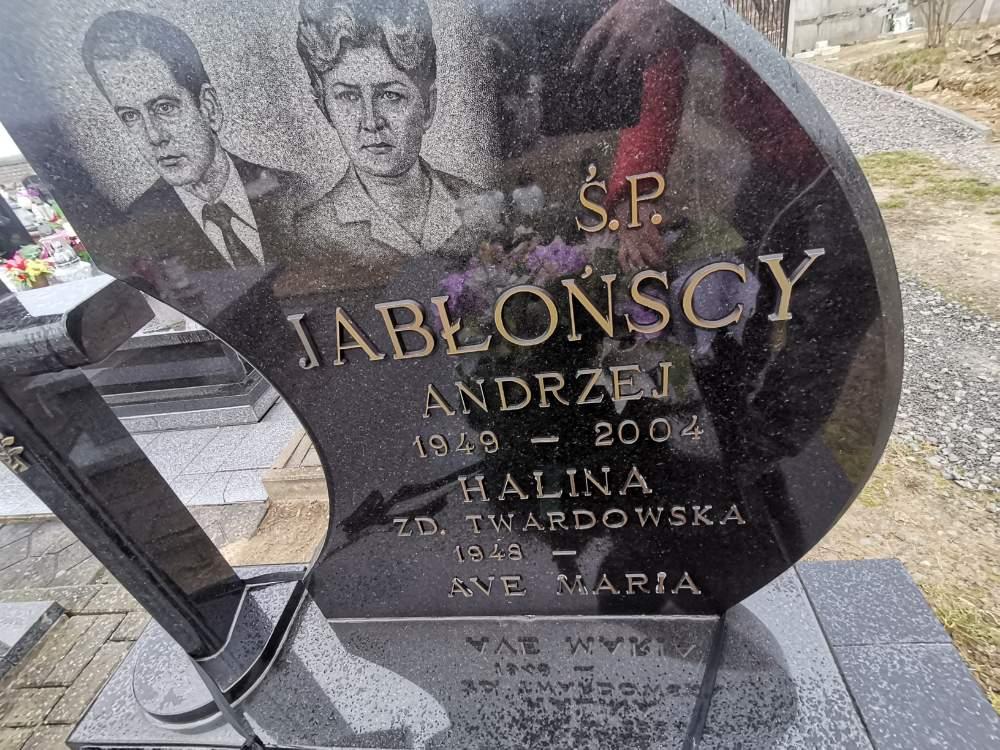 Ś.P.
JABŁOŃSCY
ANDRZEJ
1949 – 2004
HALINA
ZD. TWARDOWSKA
1948 –
AVE MARIA